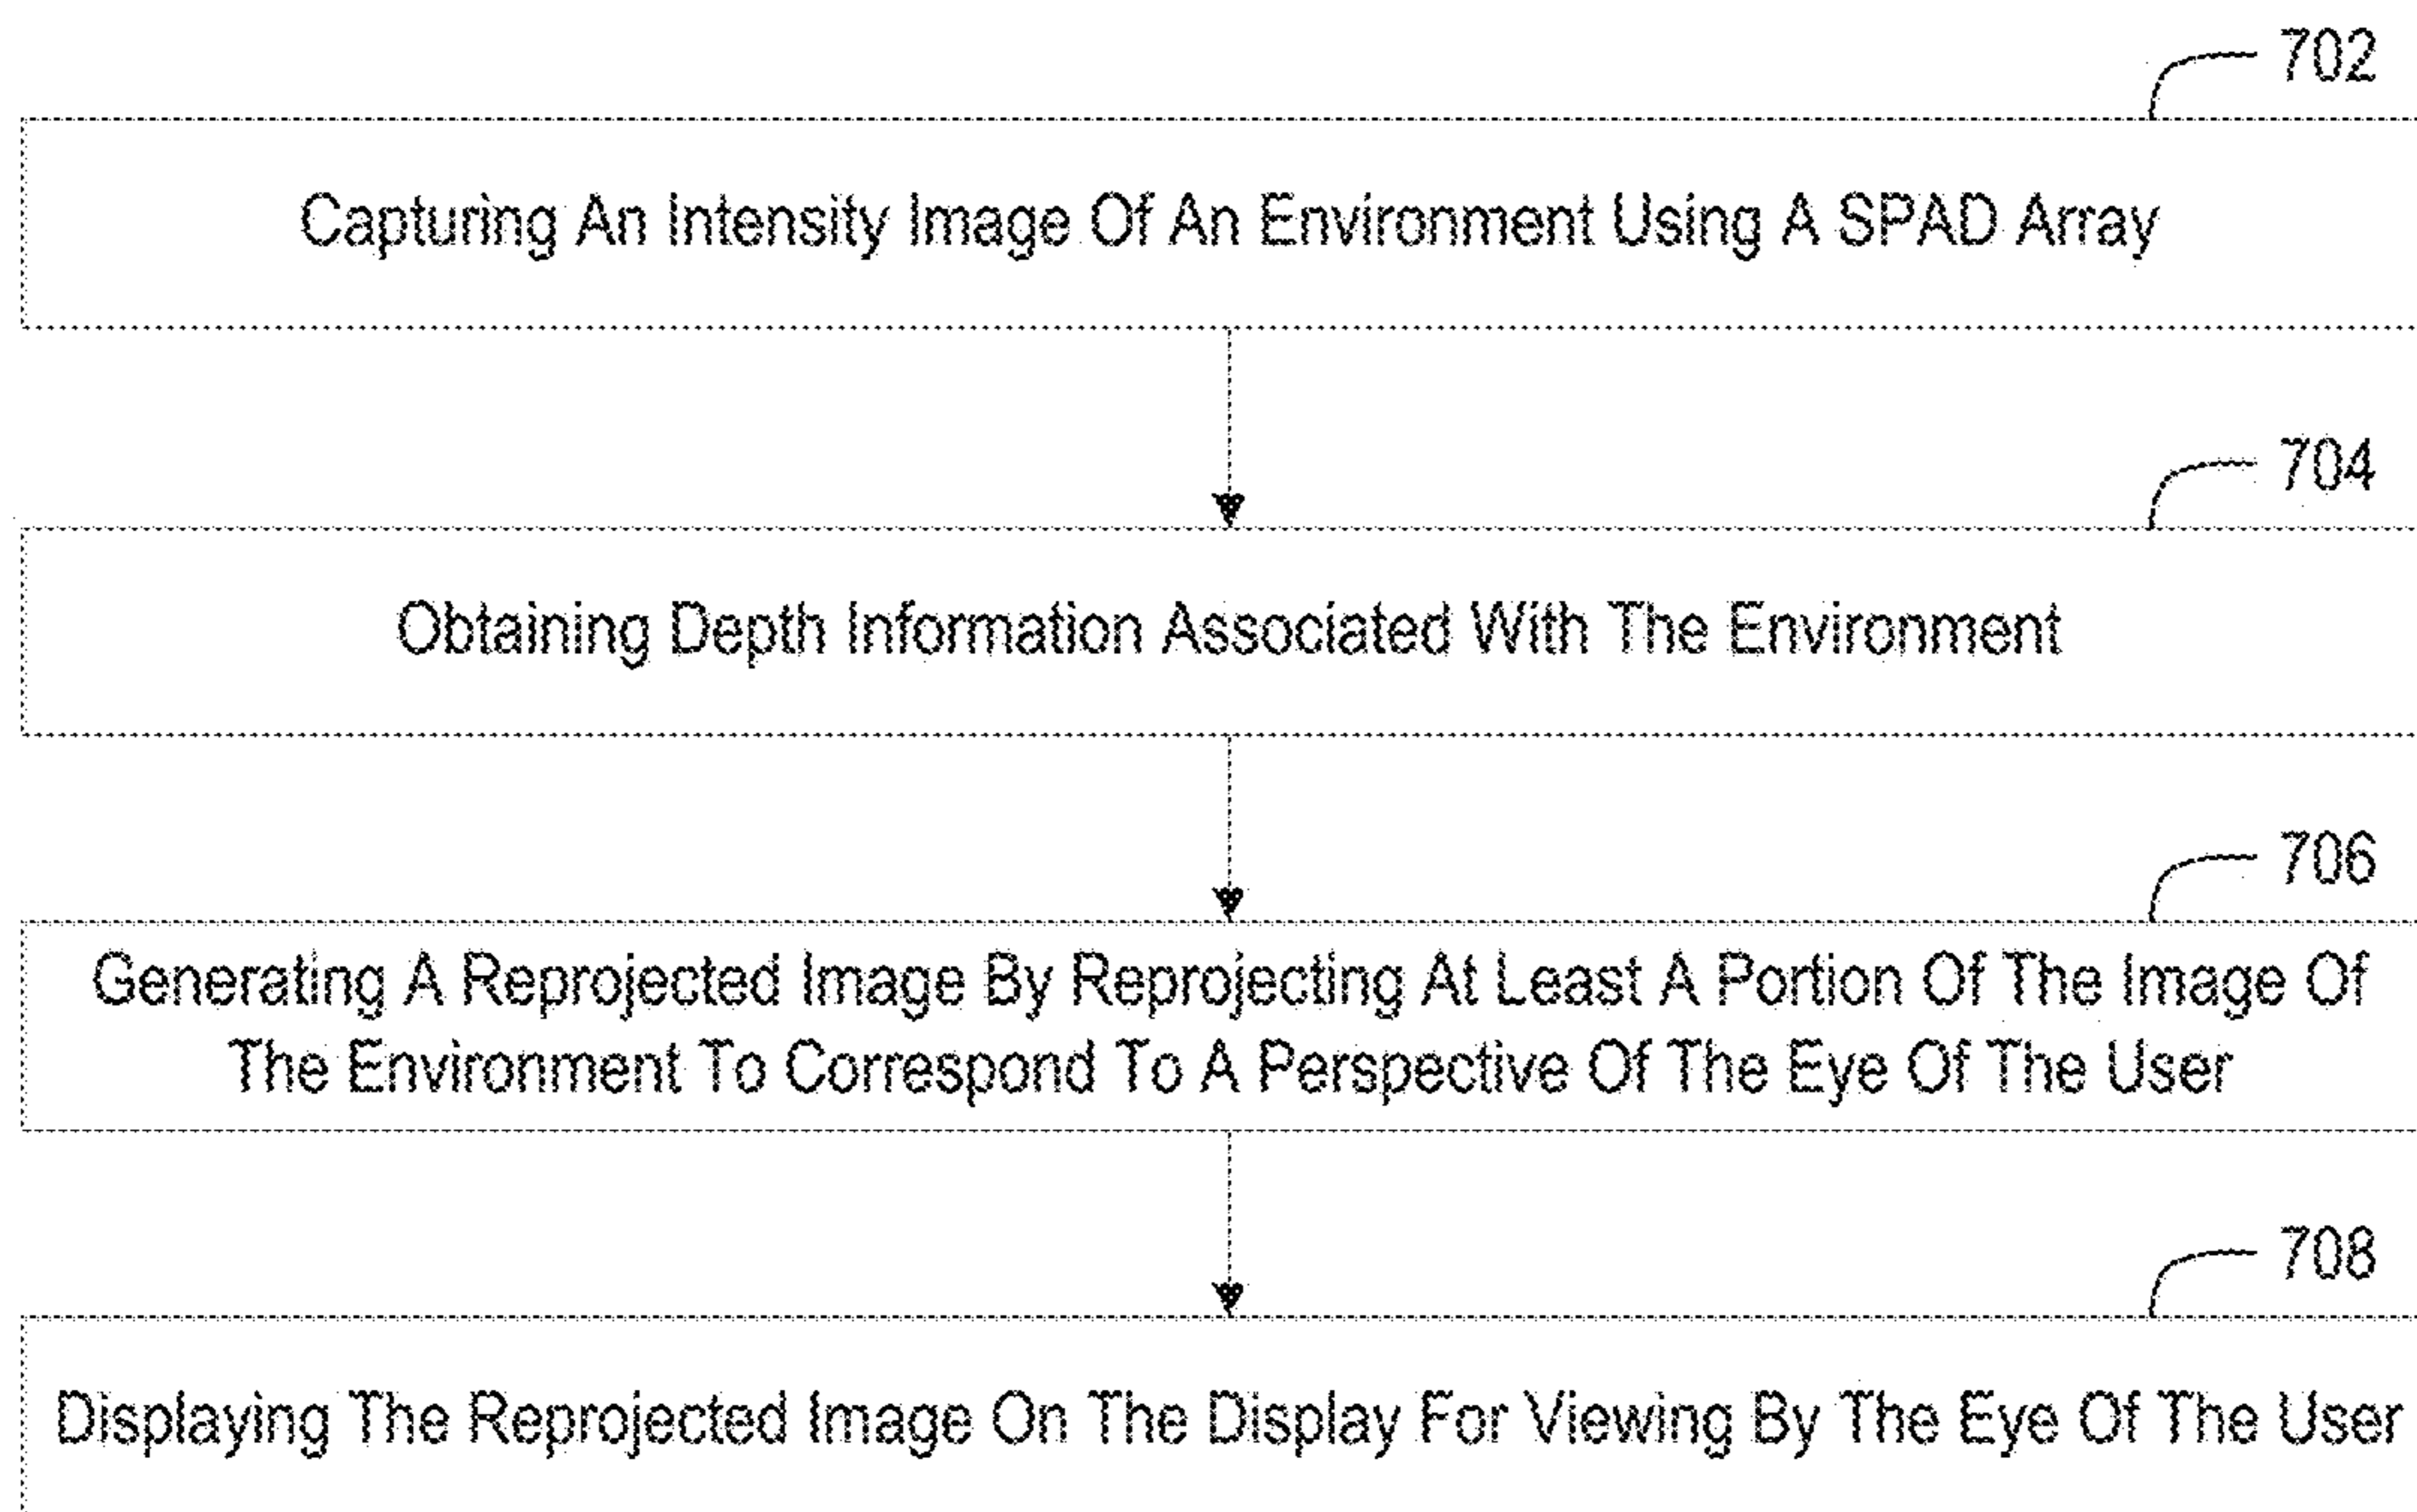 702
Capturing An Intensity Image Of An Environment Using A SPAD Array
704
Obtaining Depth Information Associated With The Environment
706
Generating A Reprojected Image By Reprojecting At Least A Portion Of The Image Of
The Environment To Correspond To A Perspective Of The Eye Of The User
708
Displaying The Reprojected Image On The Display For Viewing By The Eye Of The User